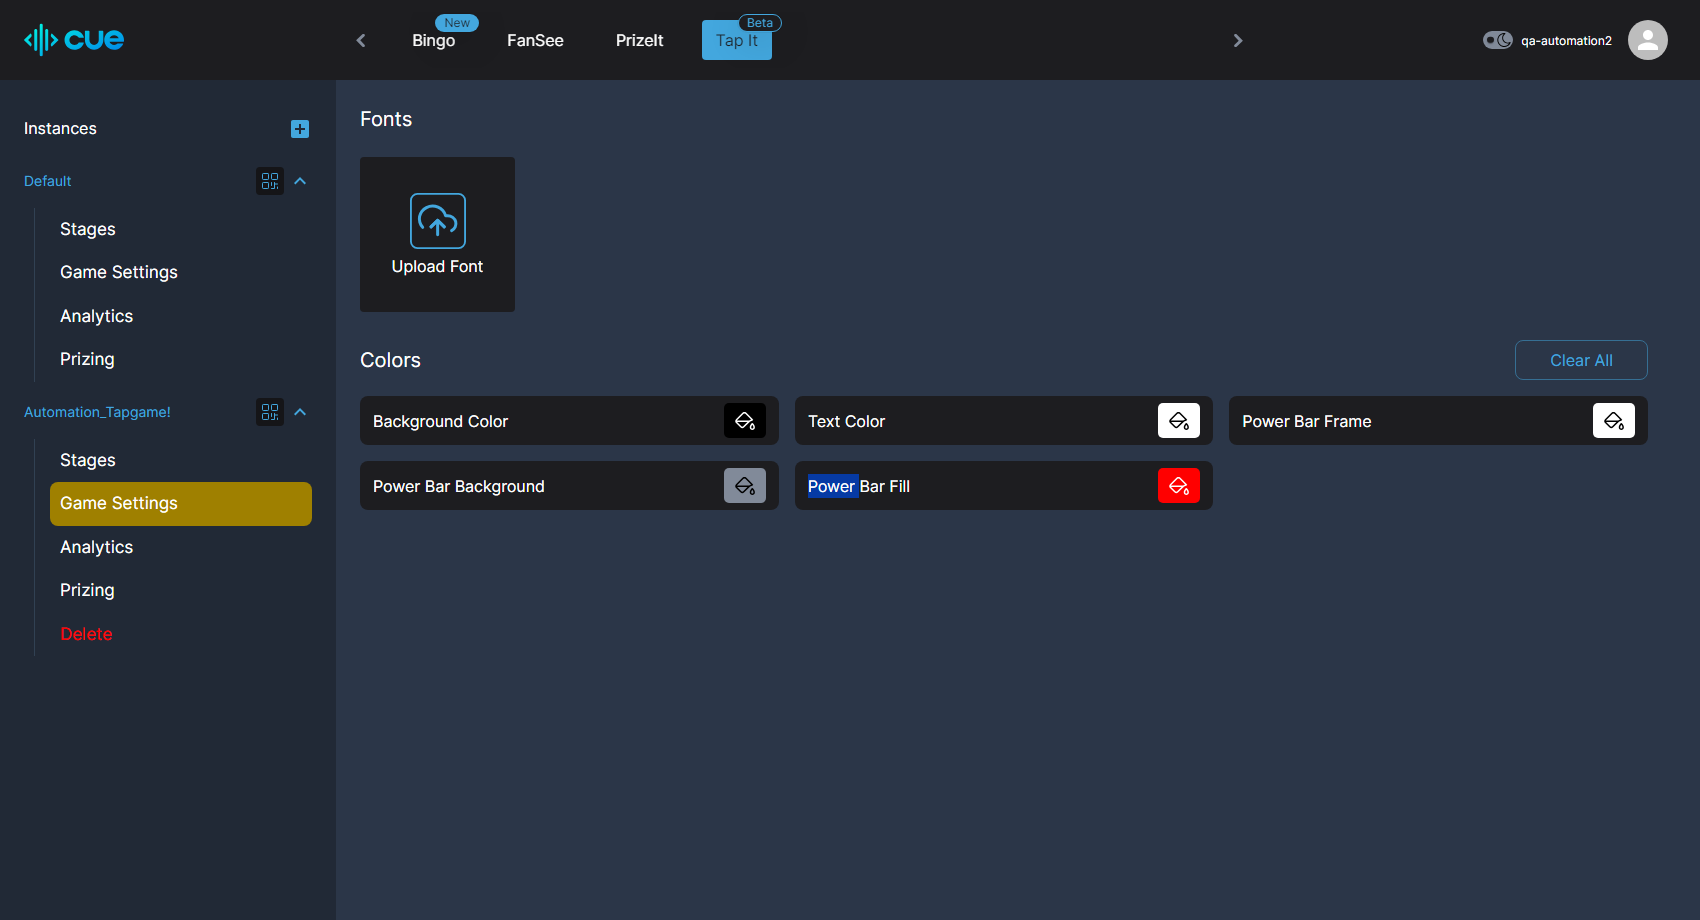 cue
New
Bingo
FanSee
PrizeIt
Beta
Tap It
qa-automation2
Instances
Default
Stages
Game Settings
Analytics
Prizing
Automation_Tapgame!
Stages
Game Settings
Analytics
Prizing
Delete
Fonts
Upload Font
Colors
Clear All
Background Color
Text Color
Power Bar Frame
Power Bar Background
Power Bar Fill